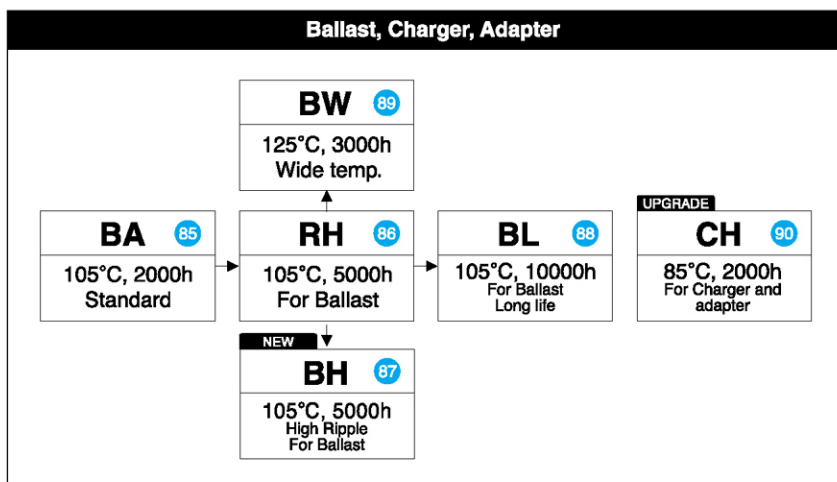 Ballast, Charger, Adapter
BW 89
125°C, 3000h
Wide temp.
BA 85
105°C, 2000h
Standard
RH 86
105°C, 5000h
For Ballast
BL 88
105°C, 10000h
For Ballast
Long life
UPGRADE
CH 90
85°C, 2000h
For Charger and
adapter
NEW
BH 87
105°C, 5000h
High Ripple
For Ballast